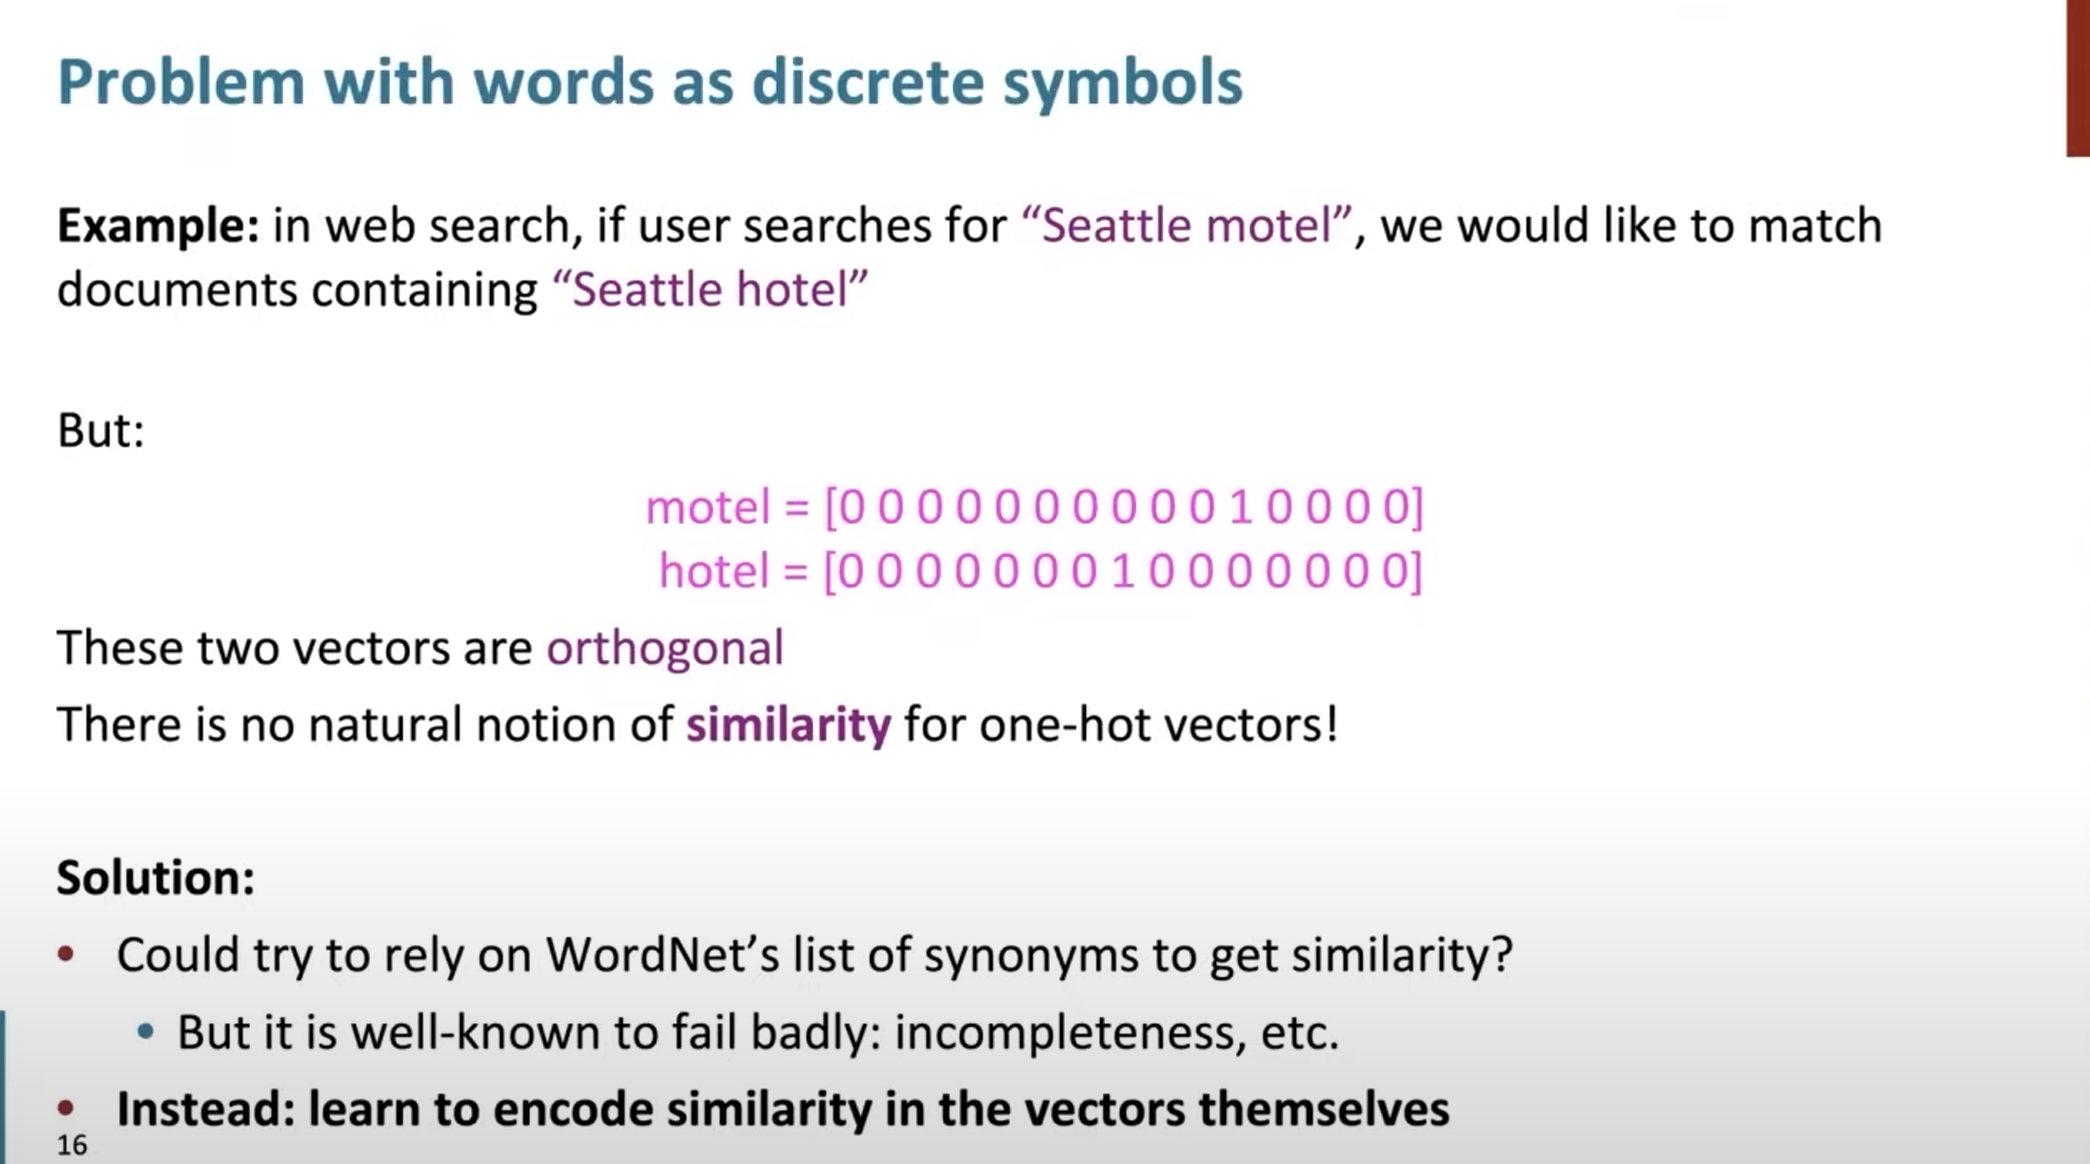 Problem with words as discrete symbols
Example: in web search, if user searches for “Seattle motel”, we would like to match
documents containing “Seattle hotel”
But:
motel = [0 0 0 0 0 0 0 0 0 0 1 0 0 0 0]
hotel = [0 0 0 0 0 0 0 1 0 0 0 0 0 0 0]
These two vectors are orthogonal
There is no natural notion of similarity for one-hot vectors!
Solution:
• Could try to rely on WordNet’s list of synonyms to get similarity?
• But it is well-known to fail badly: incompleteness, etc.
• Instead: learn to encode similarity in the vectors themselves
16